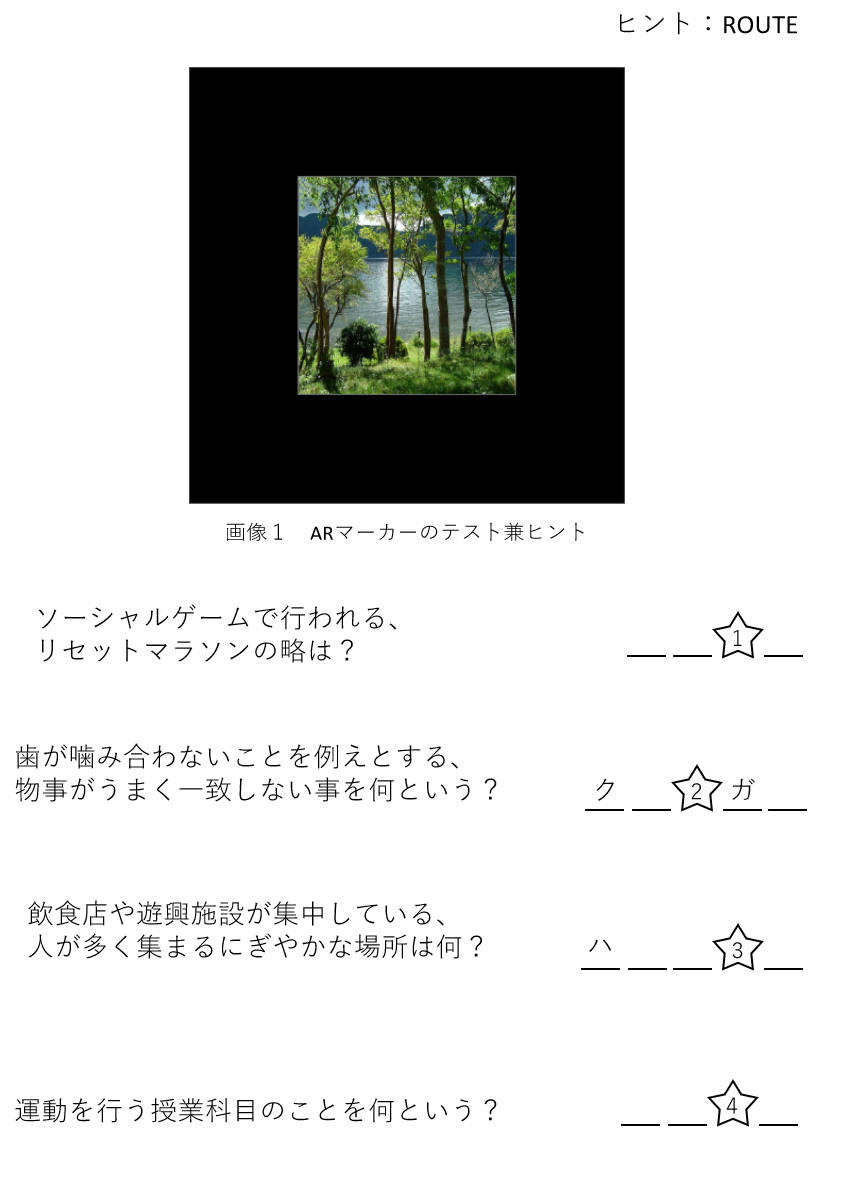 ヒント：ROUTE
画像１　ARマーカーのテスト兼ヒント
ソーシャルゲームで行われる、
リセットマラソンの略は？
1
歯が噛み合わないことを例えとする、
物事がうまく一致しない事を何という？
ク 2 ガ
飲食店や遊興施設が集中している、
人が多く集まるにぎやかな場所は何？
ハ 3
運動を行う授業科目のことを何という？
4